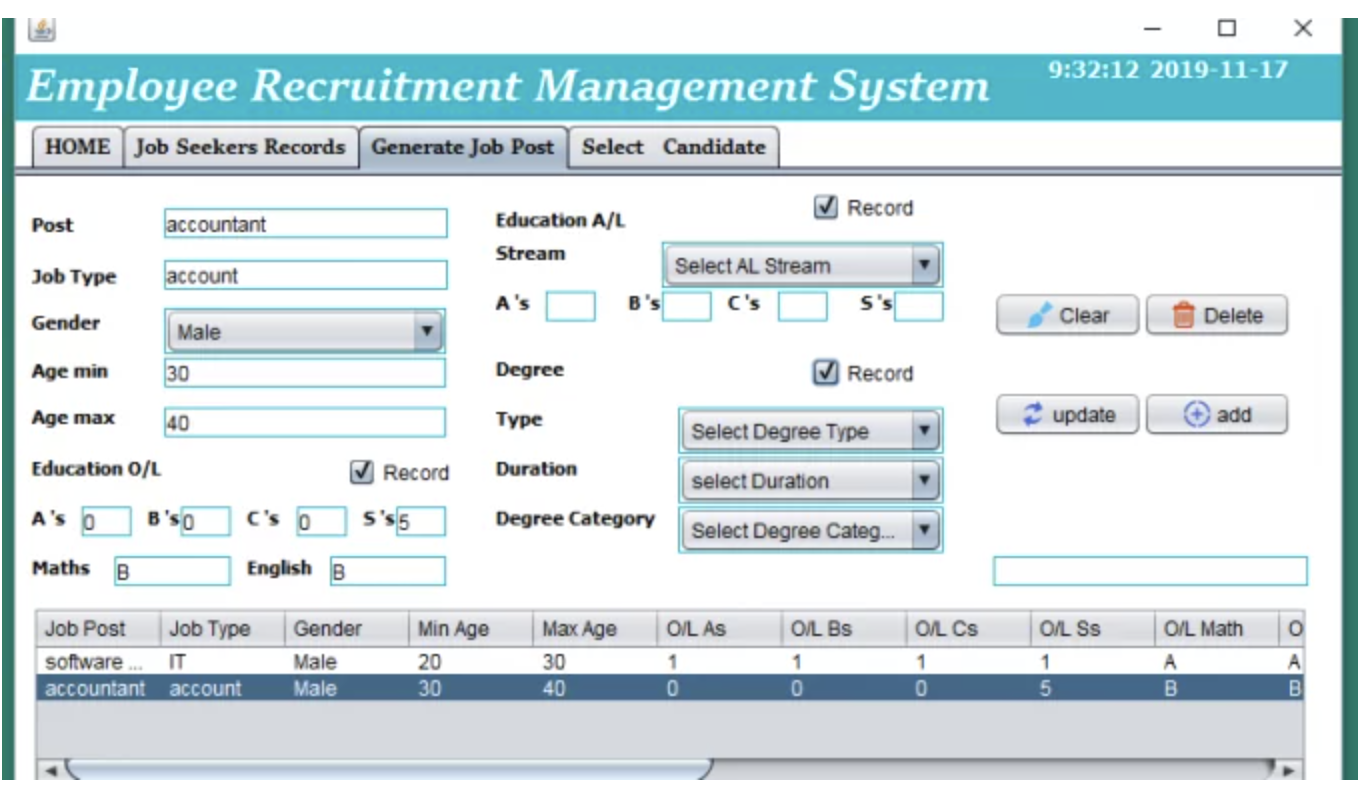 Employee Recruitment Management System 9:32:12 2019-11-17
HOME Job Seekers Records Generate Job Post Select Candidate
Post accountant
Job Type account
Gender Male
Age min 30
Age max 40
Education O/L Record
A 's 0 B 's 0 C 's 0 S 's 5
Maths B English B
Education A/L Record
Stream Select AL Stream
A 's B 's C 's S 's
Degree Record
Type Select Degree Type
Duration select Duration
Degree Category Select Degree Categ...
Clear Delete
update add
Job Post Job Type Gender Min Age Max Age O/L As O/L Bs O/L Cs O/L Ss O/L Math O
software ... IT Male 20 30 1 1 1 1 A A
accountant account Male 30 40 0 0 0 5 B B